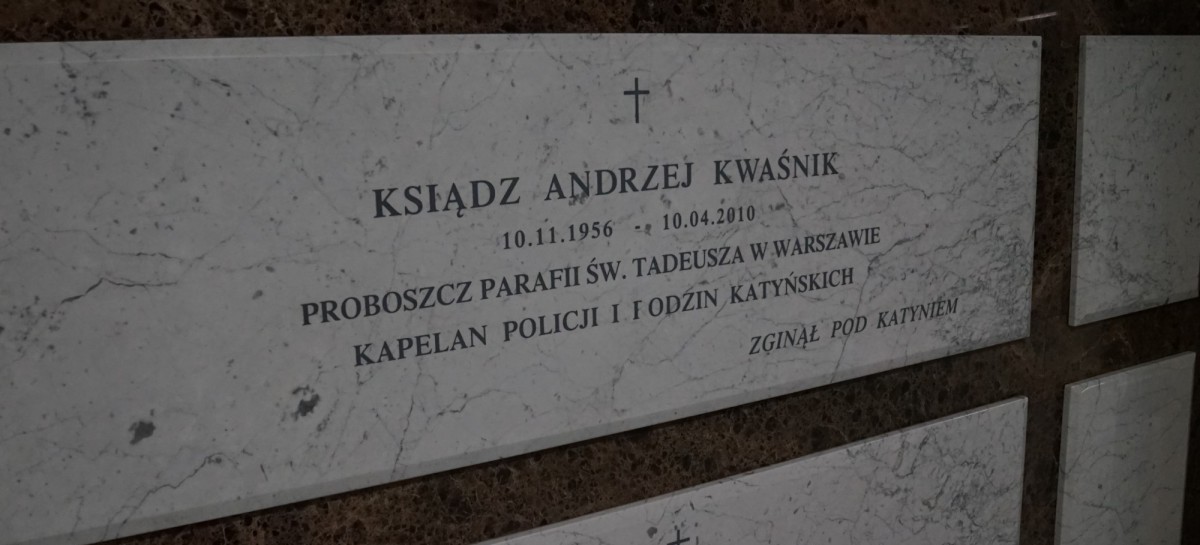 KSIĄDZ ANDRZEJ KWAŚNIK
10.11.1956 - 10.04.2010
PROBOSZCZ PARAFII ŚW. TADEUSZA W WARSZAWIE
KAPELAN POLICJI I RODZIN KATYŃSKICH
ZGINĄŁ POD KATYNIEM